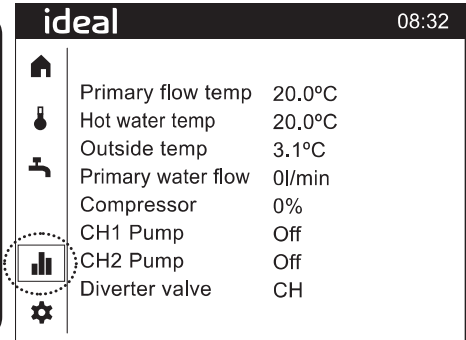 ideal 08:32
Primary flow temp 20.0ºC
Hot water temp 20.0ºC
Outside temp 3.1ºC
Primary water flow 0l/min
Compressor 0%
CH1 Pump Off
CH2 Pump Off
Diverter valve CH